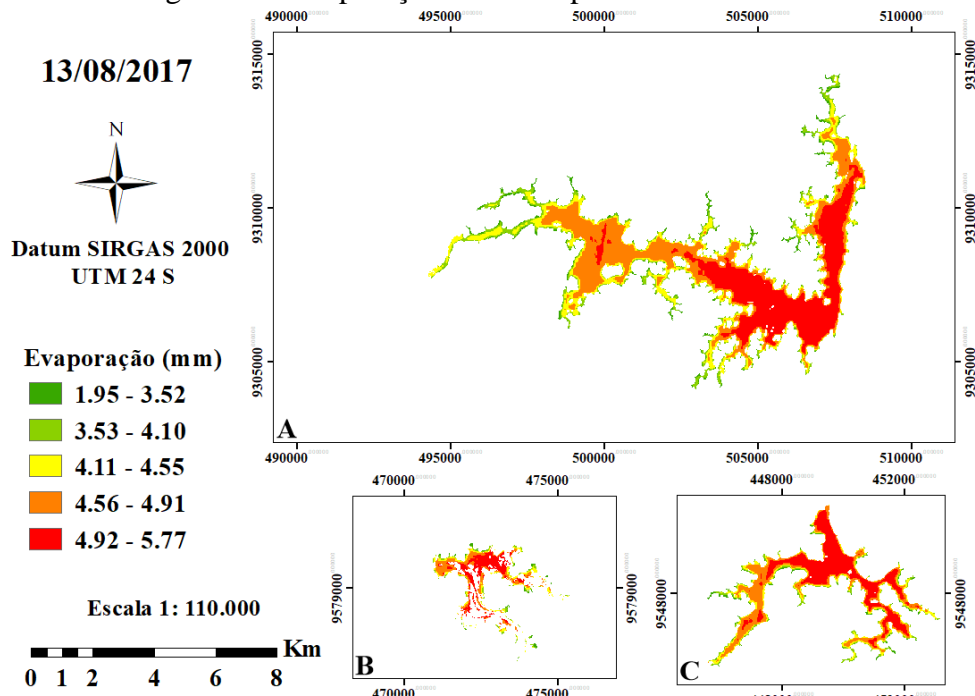 13/08/2017
N
Datum SIRGAS 2000
UTM 24 S
Evaporação (mm)
1.95 - 3.52
3.53 - 4.10
4.11 - 4.55
4.56 - 4.91
4.92 - 5.77
Escala 1: 110.000
Km
0 1 2 4 6 8
490000 495000 500000 505000 510000
9315000 9315000
9310000 9310000
9305000 9305000
A
490000 495000 500000 505000 510000
470000 475000
9579000 9579000
B
470000 475000
448000 452000
9548000 9548000
C